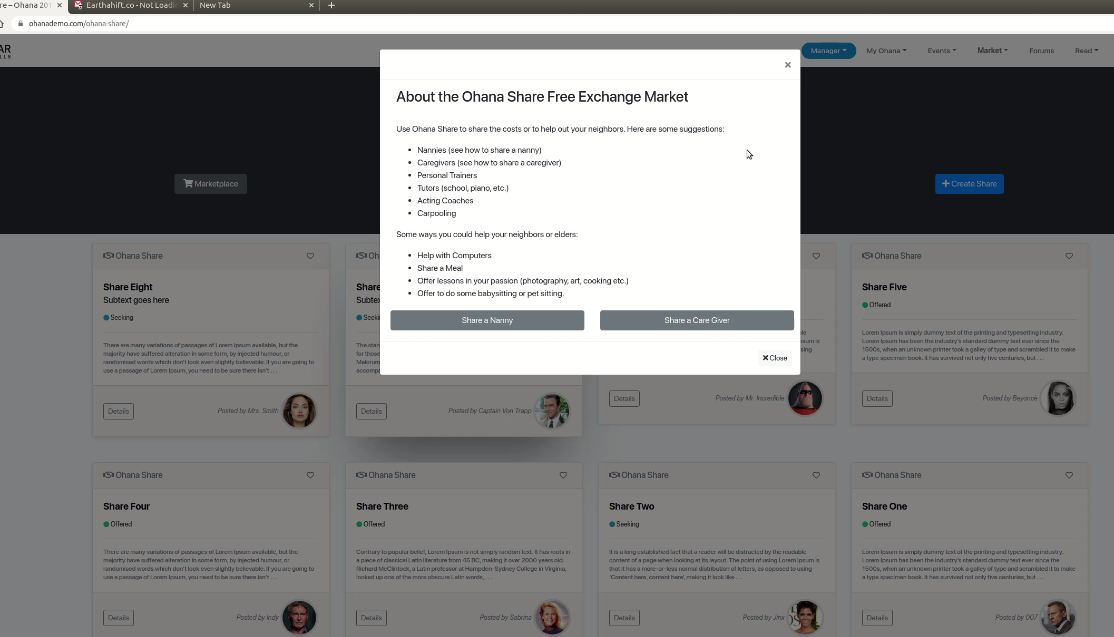 re – Ohana 201
Earthahift.co - Not Loadi
New Tab
ohanademo.com/ohana-share/
AR
Manager
My Ohana
Events
Market
Forums
Read
Marketplace
Create Share
About the Ohana Share Free Exchange Market
Use Ohana Share to share the costs or to help out your neighbors. Here are some suggestions:
Nannies (see how to share a nanny)
Caregivers (see how to share a caregiver)
Personal Trainers
Tutors (school, piano, etc.)
Acting Coaches
Carpooling
Some ways you could help your neighbors or elders:
Help with Computers
Share a Meal
Offer lessons in your passion (photography, art, cooking etc.)
Offer to do some babysitting or pet sitting.
Share a Nanny
Share a Care Giver
Close
Ohana Share
Share Eight
Subtext goes here
Seeking
There are many variations of passages of Lorem Ipsum available, but the
majority have suffered alteration in some form, by injected humour, or
randomised words which don't look even slightly believable. If you are going to
use a passage of Lorem Ipsum, you need to be sure there isn't ...
Details
Posted by Mrs. Smith
Ohana Share
Details
Posted by Captain Von Trapp
Details
Posted by Mr. Incredible
Ohana Share
Share Five
Offered
Lorem Ipsum is simply dummy text of the printing and typesetting industry.
Lorem Ipsum has been the industry's standard dummy text ever since the
1500s, when an unknown printer took a galley of type and scrambled it to make
a type specimen book. It has survived not only five centuries, but ...
Details
Posted by Beyoncé
Ohana Share
Share Four
Offered
There are many variations of passages of Lorem Ipsum available, but the
majority have suffered alteration in some form, by injected humour, or
randomised words which don't look even slightly believable. If you are going to
use a passage of Lorem Ipsum, you need to be sure there isn't ...
Details
Posted by Indy
Ohana Share
Share Three
Offered
Contrary to popular belief, Lorem Ipsum is not simply random text. It has roots in
a piece of classical Latin literature from 45 BC, making it over 2000 years old.
Richard McClintock, a Latin professor at Hampden-Sydney College in Virginia,
looked up one of the more obscure Latin words, ...
Details
Posted by Sabrina
Ohana Share
Share Two
Seeking
It is a long established fact that a reader will be distracted by the readable
content of a page when looking at its layout. The point of using Lorem Ipsum is
that it has a more-or-less normal distribution of letters, as opposed to using
'Content here, content here', making it look like ...
Details
Posted by Jinx
Ohana Share
Share One
Offered
Lorem Ipsum is simply dummy text of the printing and typesetting industry.
Lorem Ipsum has been the industry's standard dummy text ever since the
1500s, when an unknown printer took a galley of type and scrambled it to make
a type specimen book. It has survived not only five centuries, but ...
Details
Posted by 007